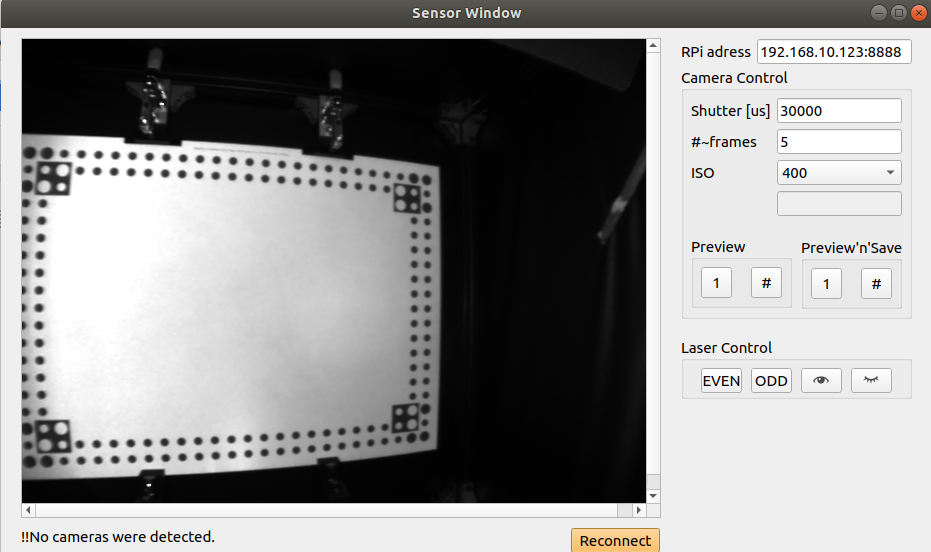 Sensor Window
RPi adress 192.168.10.123:8888
Camera Control
Shutter [us] 30000
#~frames 5
ISO 400
Preview Preview'n'Save
1 # 1 #
Laser Control
EVEN ODD
!!No cameras were detected. Reconnect